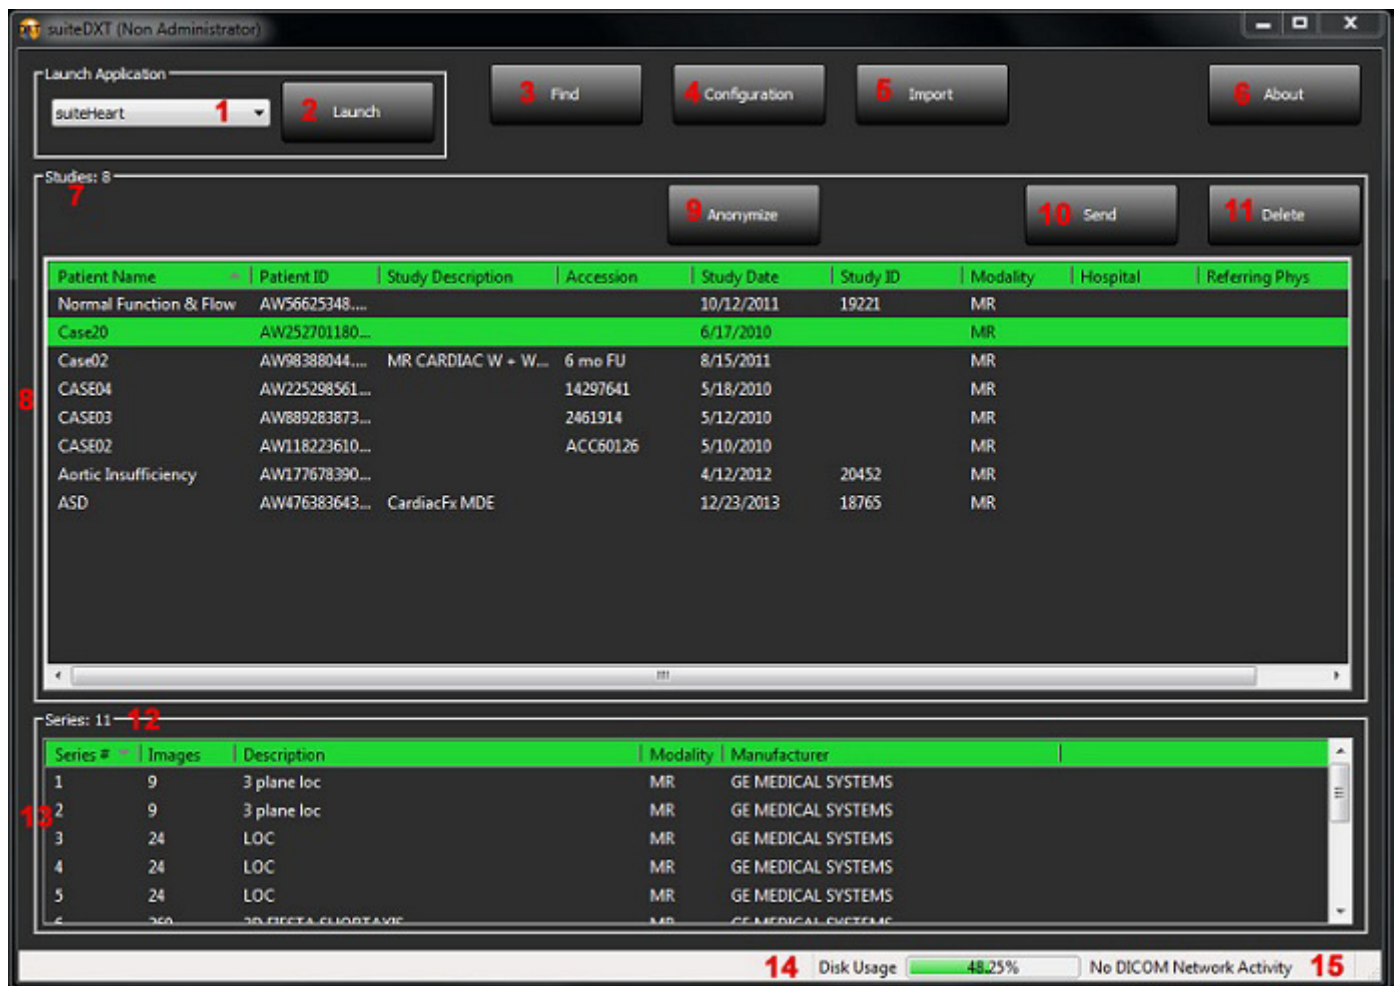 suiteDXT (Non Administrator)
Launch Application
suiteHeart 1 2 Launch 3 Find 4 Configuration 5 Import 6 About
Studies: 8
7
9 Anonymize 10 Send 11 Delete
Patient Name Patient ID Study Description Accession Study Date Study ID Modality Hospital Referring Phys
Normal Function & Flow AW56625348.... 10/12/2011 19221 MR
Case20 AW252701180... 6/17/2010 MR
Case02 AW98388044.... MR CARDIAC W + W... 6 mo FU 8/15/2011 MR
8
CASE04 AW225298561... 14297641 5/18/2010 MR
CASE03 AW889283873... 2461914 5/12/2010 MR
CASE02 AW118223610... ACC60126 5/10/2010 MR
Aortic Insufficiency AW177678390... 4/12/2012 20452 MR
ASD AW476383643... CardiacFx MDE 12/23/2013 18765 MR
Series: 11 12
Series # Images Description Modality Manufacturer
1 9 3 plane loc MR GE MEDICAL SYSTEMS
13
2 9 3 plane loc MR GE MEDICAL SYSTEMS
3 24 LOC MR GE MEDICAL SYSTEMS
4 24 LOC MR GE MEDICAL SYSTEMS
5 24 LOC MR GE MEDICAL SYSTEMS
14 Disk Usage 48.25% No DICOM Network Activity 15